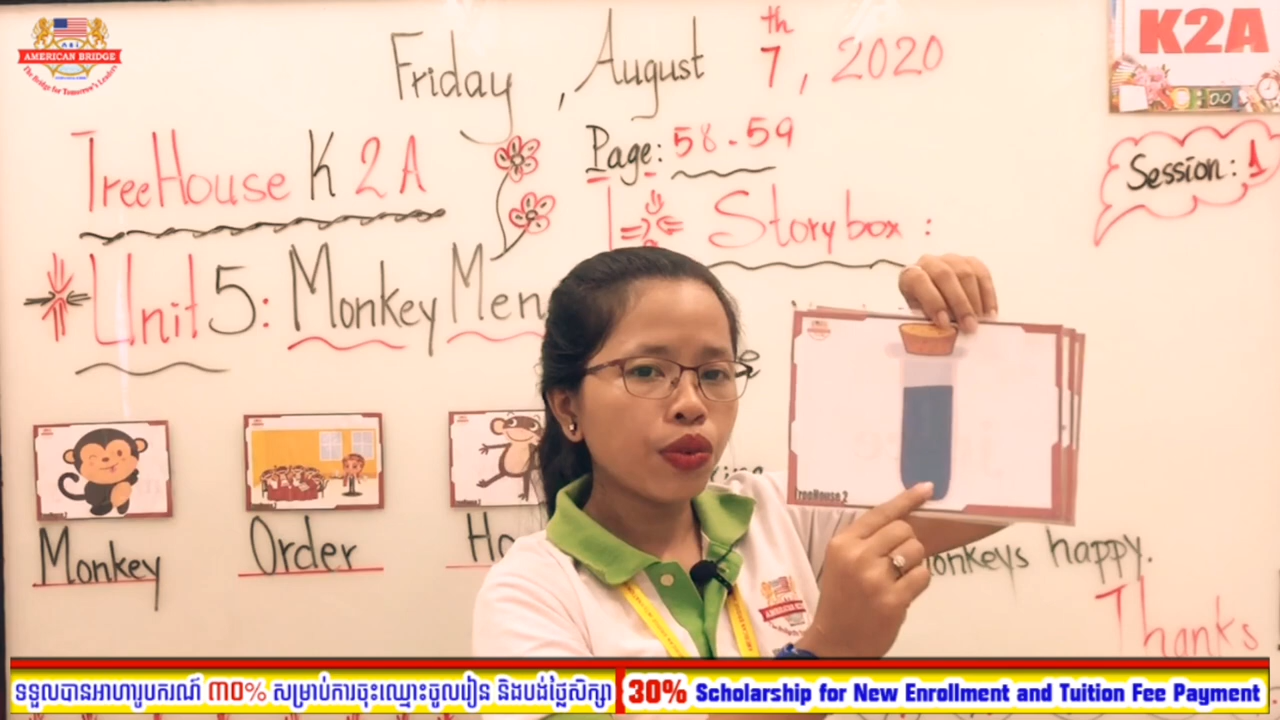 AMERICAN BRIDGE
The Bridge for Tomorrow's Leaders
Friday, August 7th, 2020
K2A
TreeHouse K2A
Page: 58-59
Session: 1
Storybox:
Unit 5: Monkey Men
TreeHouse 2
Monkey
Order
Ho
onkeys happy.
Thanks
ទទួលបានអាហារូបករណ៍ ៣០% សម្រាប់ការចុះឈ្មោះចូលរៀន និងបង់ថ្លៃសិក្សា
30% Scholarship for New Enrollment and Tuition Fee Payment